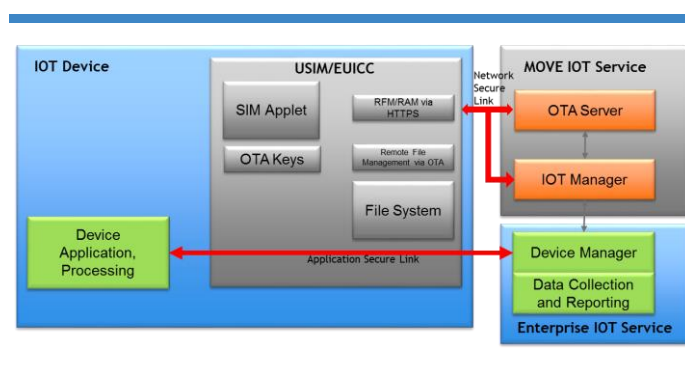 IOT Device
USIM/EUICC
SIM Applet
OTA Keys
RFM/RAM via
HTTPS
Remote File
Management via OTA
File System
Device
Application,
Processing
Application Secure Link
Network
Secure
Link
MOVE IOT Service
OTA Server
IOT Manager
Device Manager
Data Collection
and Reporting
Enterprise IOT Service